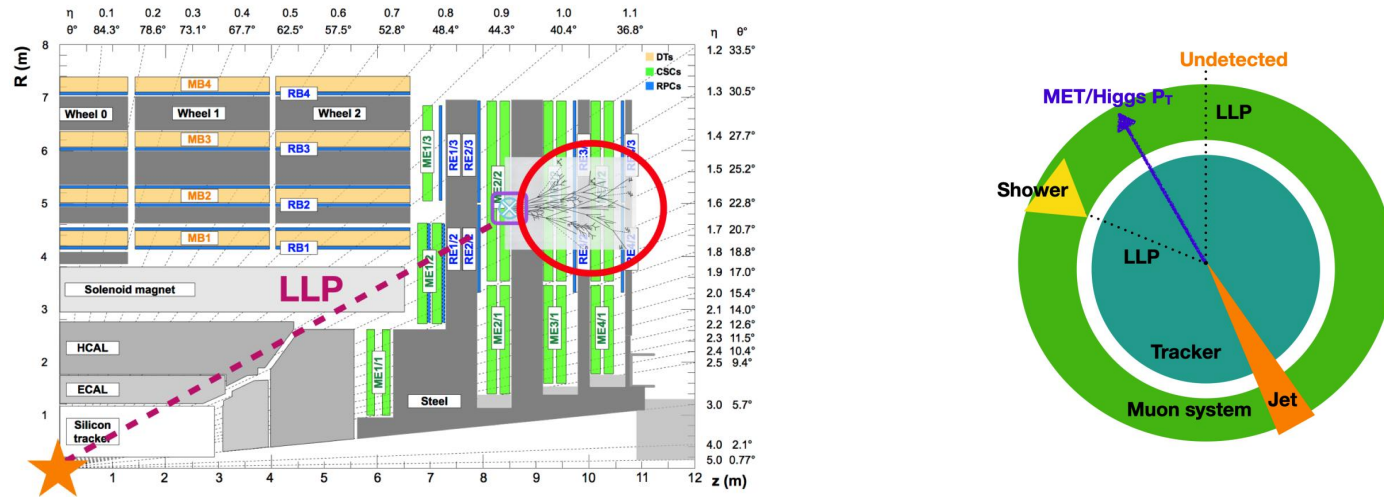 η 0.1 0.2 0.3 0.4 0.5 0.6 0.7 0.8 0.9 1.0 1.1
θ° 84.3° 78.6° 73.1° 67.7° 62.5° 57.5° 52.8° 48.4° 44.3° 40.4° 36.8° η θ°
R (m)
8
7
6
5
4
3
2
1
1 2 3 4 5 6 7 8 9 10 11 12 z (m)
1.2 33.5°
1.3 30.5°
1.4 27.7°
1.5 25.2°
1.6 22.8°
1.7 20.7°
1.8 18.8°
1.9 17.0°
2.0 15.4°
2.1 14.0°
2.2 12.6°
2.3 11.5°
2.4 10.4°
2.5 9.4°
3.0 5.7°
4.0 2.1°
5.0 0.77°
DTs
CSCs
RPCs
MB4
RB4
Wheel 0
Wheel 1
Wheel 2
MB3
RB3
MB2
RB2
MB1
RB1
Solenoid magnet
HCAL
ECAL
Silicon
tracker
Steel
LLP
ME1/3
RE1/3
RE2/3
ME2/2
ME1/2
RE1/2
RE2/2
ME1/1
ME2/1
ME3/1
ME4/1
Undetected
MET/Higgs PT
LLP
Shower
LLP
Tracker
Jet
Muon system